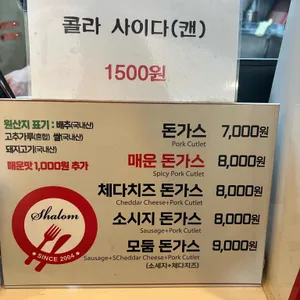 콜라 사이다(캔)
1500원
원산지 표기 : 배추(국내산)
고추가루(혼합) 쌀(국내산)
돼지고기(국내산)
매운맛 1,000원 추가
Shalom
SINCE 2004
돈가스 7,000원
Pork Cutlet
매운 돈가스 8,000원
Spicy Pork Cutlet
체다치즈 돈가스 8,000원
Cheddar Cheese+Pork Cutlet
소시지 돈가스 8,000원
Sausage+Pork Cutlet
모둠 돈가스 9,000원
Sausage+SCheddar Cheese+Pork Cutlet
(소세지+체다치즈)